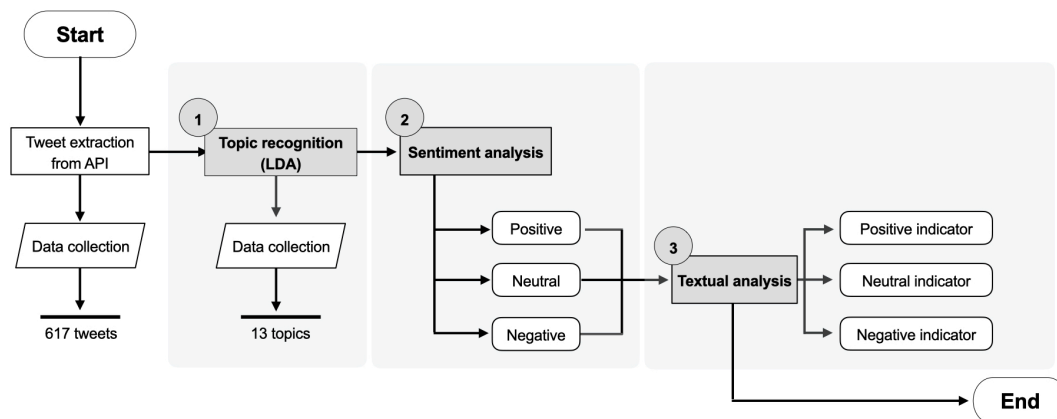 Start
Tweet extraction
from API
Data collection
617 tweets
1
Topic recognition
(LDA)
Data collection
13 topics
2
Sentiment analysis
Positive
Neutral
Negative
3
Textual analysis
Positive indicator
Neutral indicator
Negative indicator
End